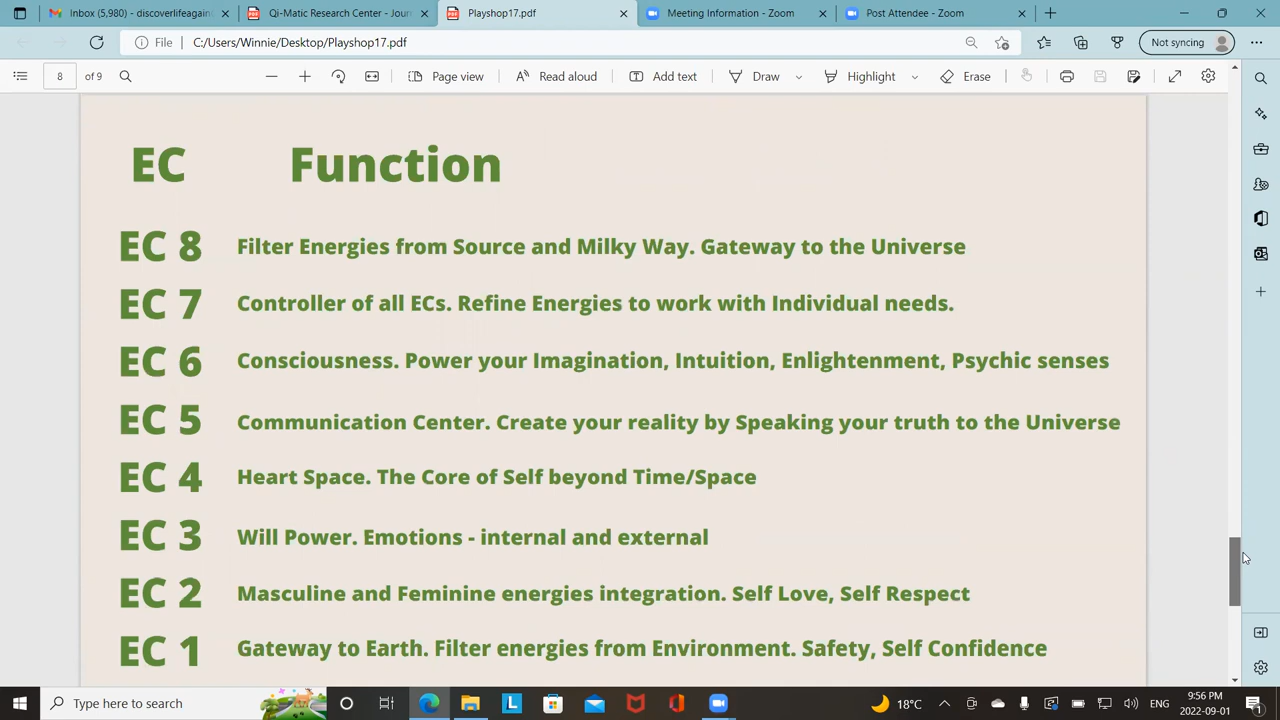 Inbox (5,980) - discoverlifeagain
Qi-Matic Research Center - Jour
Playshop17.pdf
Meeting Information - Zoom
Post Attendee - Zoom
File C:/Users/Winnie/Desktop/Playshop17.pdf
Not syncing
8 of 9
Page view
Read aloud
Add text
Draw
Highlight
Erase
EC Function
EC 8 Filter Energies from Source and Milky Way. Gateway to the Universe
EC 7 Controller of all ECs. Refine Energies to work with Individual needs.
EC 6 Consciousness. Power your Imagination, Intuition, Enlightenment, Psychic senses
EC 5 Communication Center. Create your reality by Speaking your truth to the Universe
EC 4 Heart Space. The Core of Self beyond Time/Space
EC 3 Will Power. Emotions - internal and external
EC 2 Masculine and Feminine energies integration. Self Love, Self Respect
EC 1 Gateway to Earth. Filter energies from Environment. Safety, Self Confidence
Type here to search
18°C
ENG
9:56 PM
2022-09-01